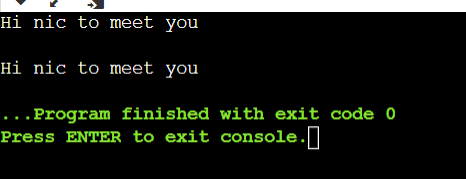 Hi nic to meet you
Hi nic to meet you
...Program finished with exit code 0
Press ENTER to exit console.